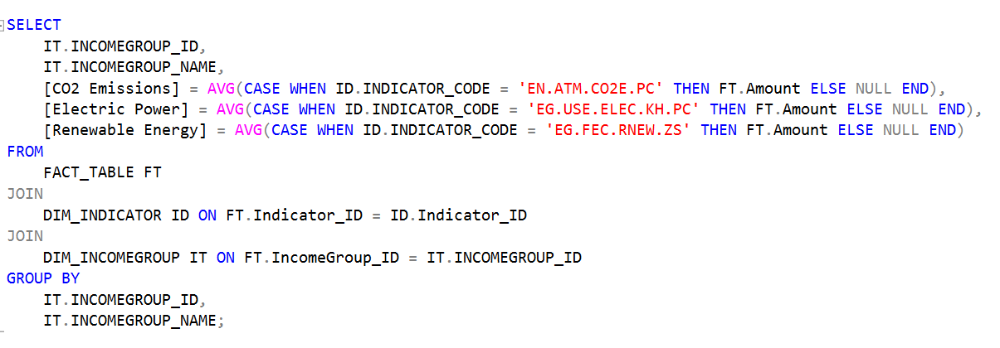 SELECT
    IT.INCOMEGROUP_ID,
    IT.INCOMEGROUP_NAME,
    [CO2 Emissions] = AVG(CASE WHEN ID.INDICATOR_CODE = 'EN.ATM.CO2E.PC' THEN FT.Amount ELSE NULL END),
    [Electric Power] = AVG(CASE WHEN ID.INDICATOR_CODE = 'EG.USE.ELEC.KH.PC' THEN FT.Amount ELSE NULL END),
    [Renewable Energy] = AVG(CASE WHEN ID.INDICATOR_CODE = 'EG.FEC.RNEW.ZS' THEN FT.Amount ELSE NULL END)
FROM
    FACT_TABLE FT
JOIN
    DIM_INDICATOR ID ON FT.Indicator_ID = ID.Indicator_ID
JOIN
    DIM_INCOMEGROUP IT ON FT.IncomeGroup_ID = IT.INCOMEGROUP_ID
GROUP BY
    IT.INCOMEGROUP_ID,
    IT.INCOMEGROUP_NAME;